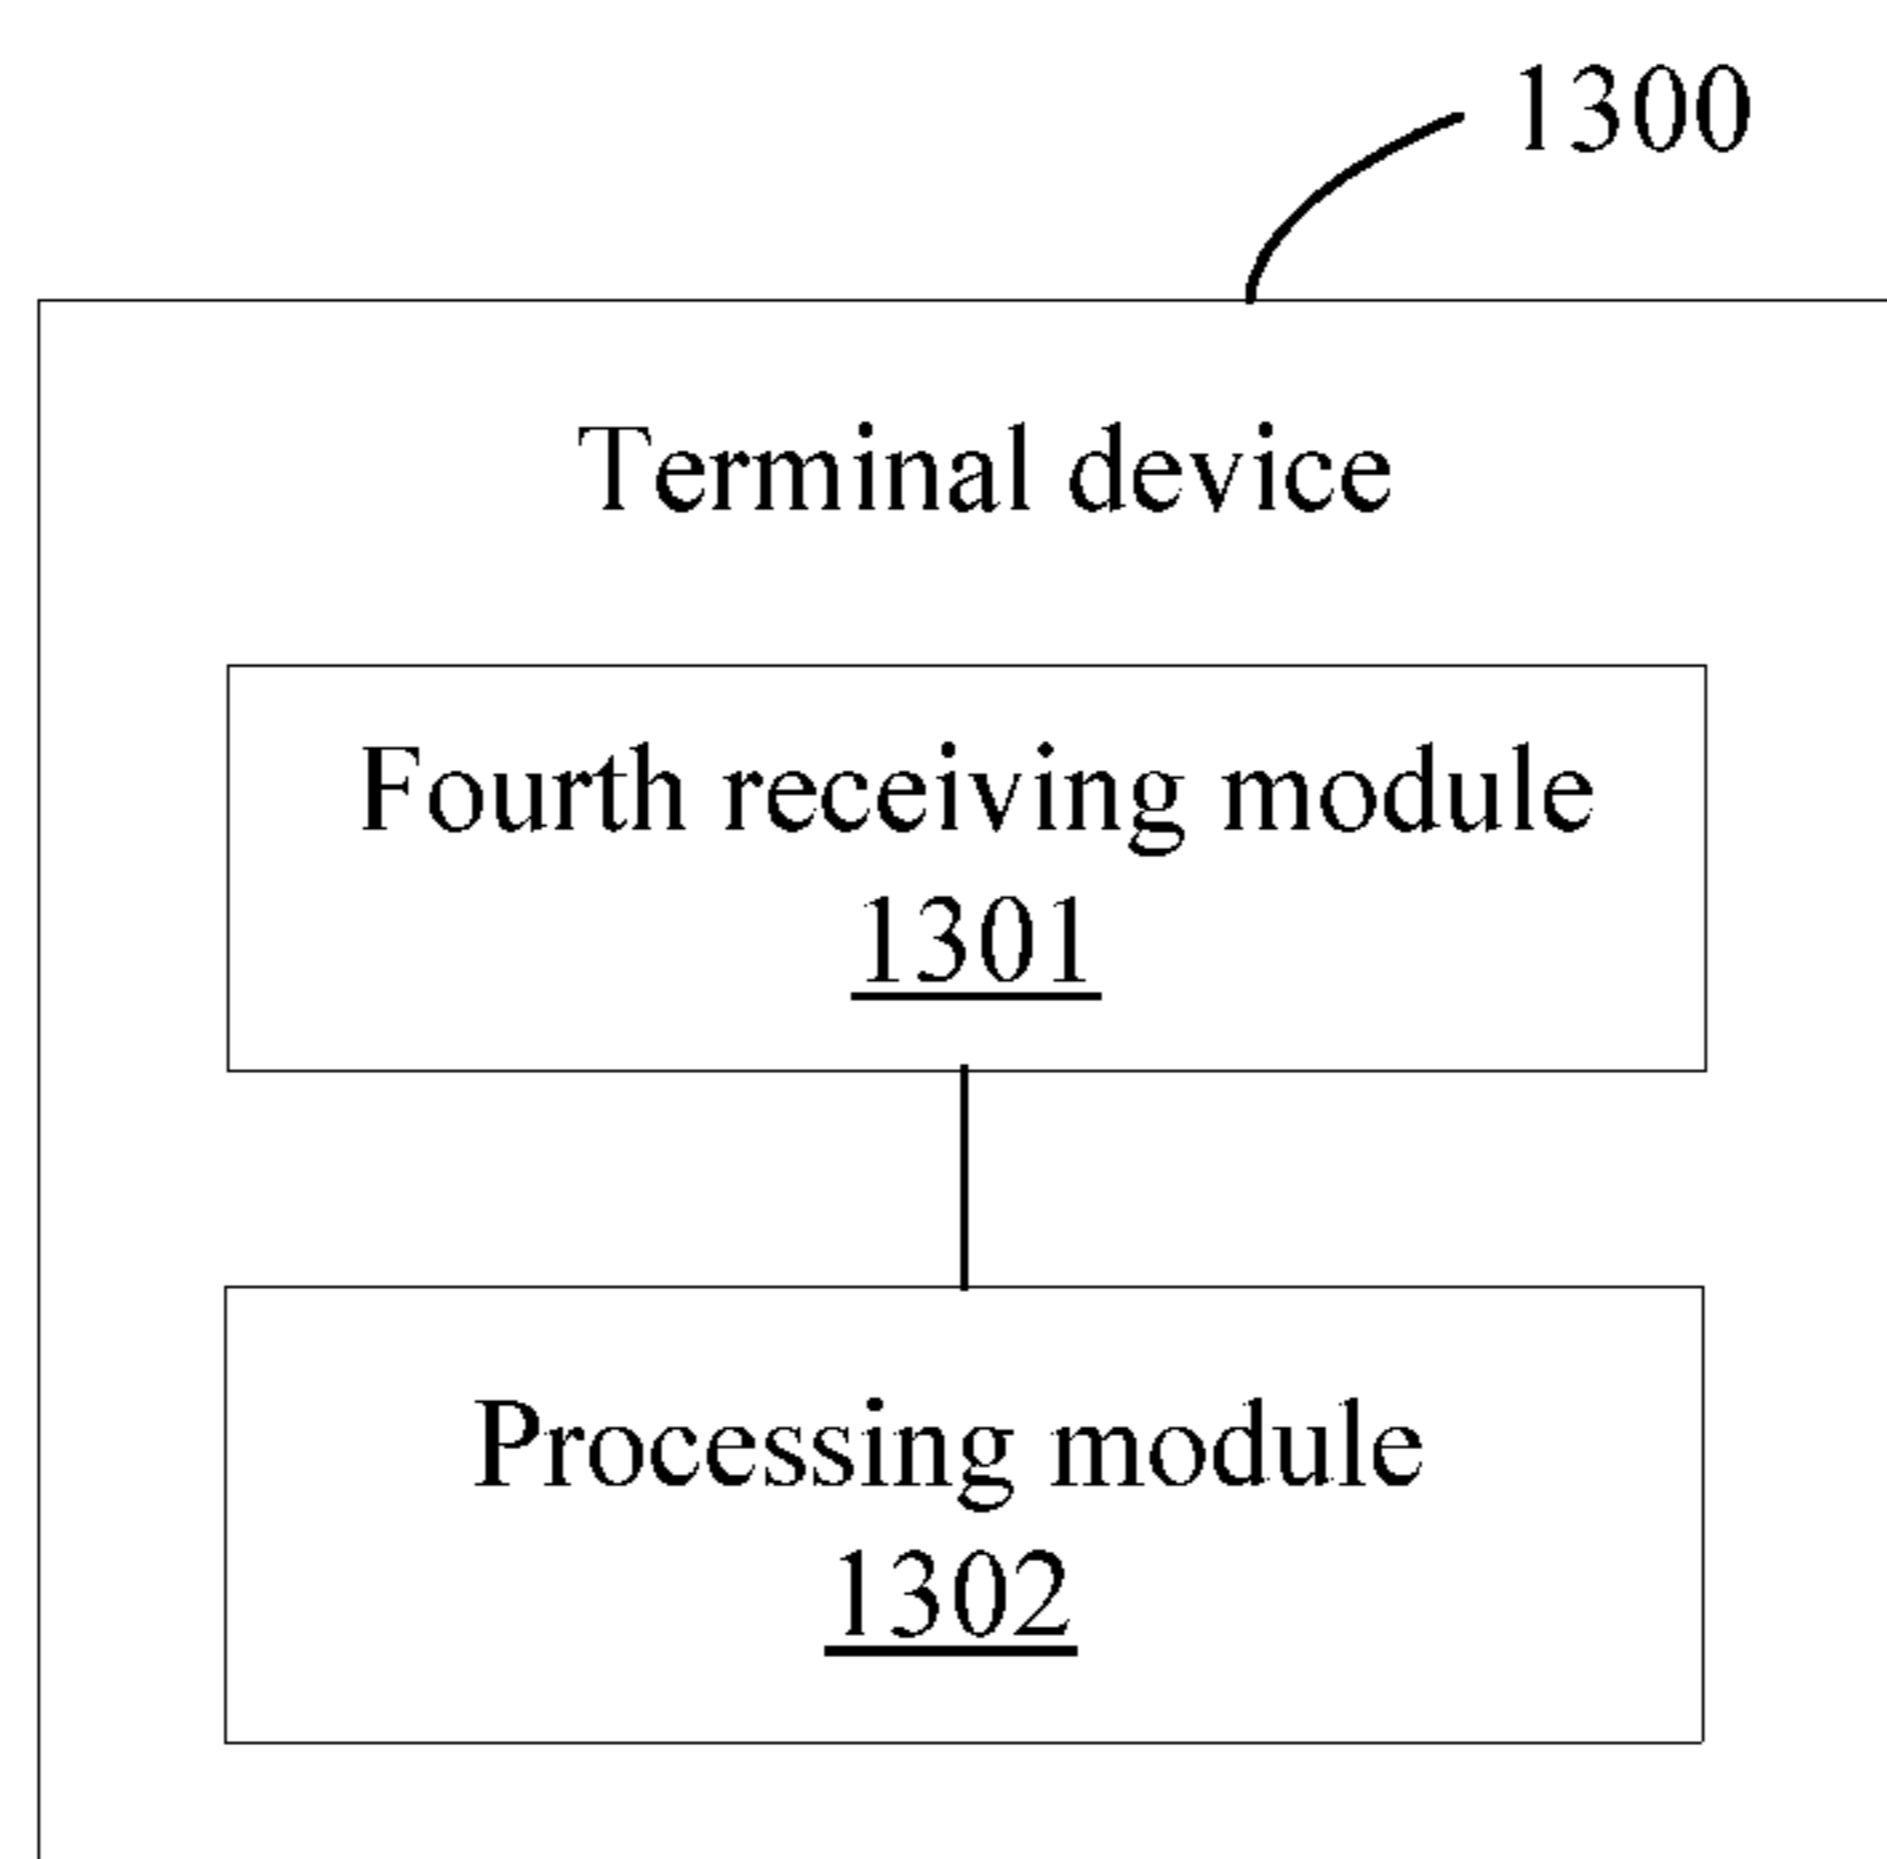 1300
Terminal device
Fourth receiving module
1301
Processing module
1302